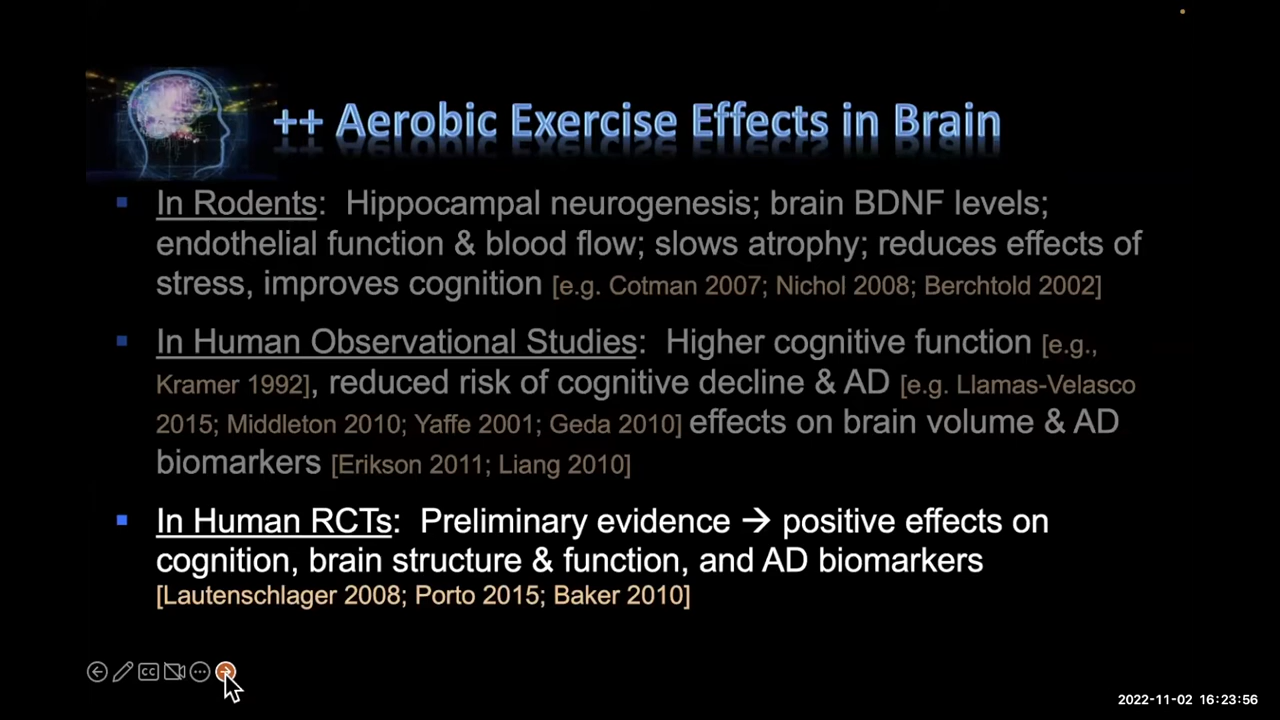 ++ Aerobic Exercise Effects in Brain
In Rodents: Hippocampal neurogenesis; brain BDNF levels;
endothelial function & blood flow; slows atrophy; reduces effects of
stress, improves cognition [e.g. Cotman 2007; Nichol 2008; Berchtold 2002]
In Human Observational Studies: Higher cognitive function [e.g.,
Kramer 1992], reduced risk of cognitive decline & AD [e.g. Llamas-Velasco
2015; Middleton 2010; Yaffe 2001; Geda 2010] effects on brain volume & AD
biomarkers [Erikson 2011; Liang 2010]
In Human RCTs: Preliminary evidence → positive effects on
cognition, brain structure & function, and AD biomarkers
[Lautenschlager 2008; Porto 2015; Baker 2010]
CC
2022-11-02 16:23:56